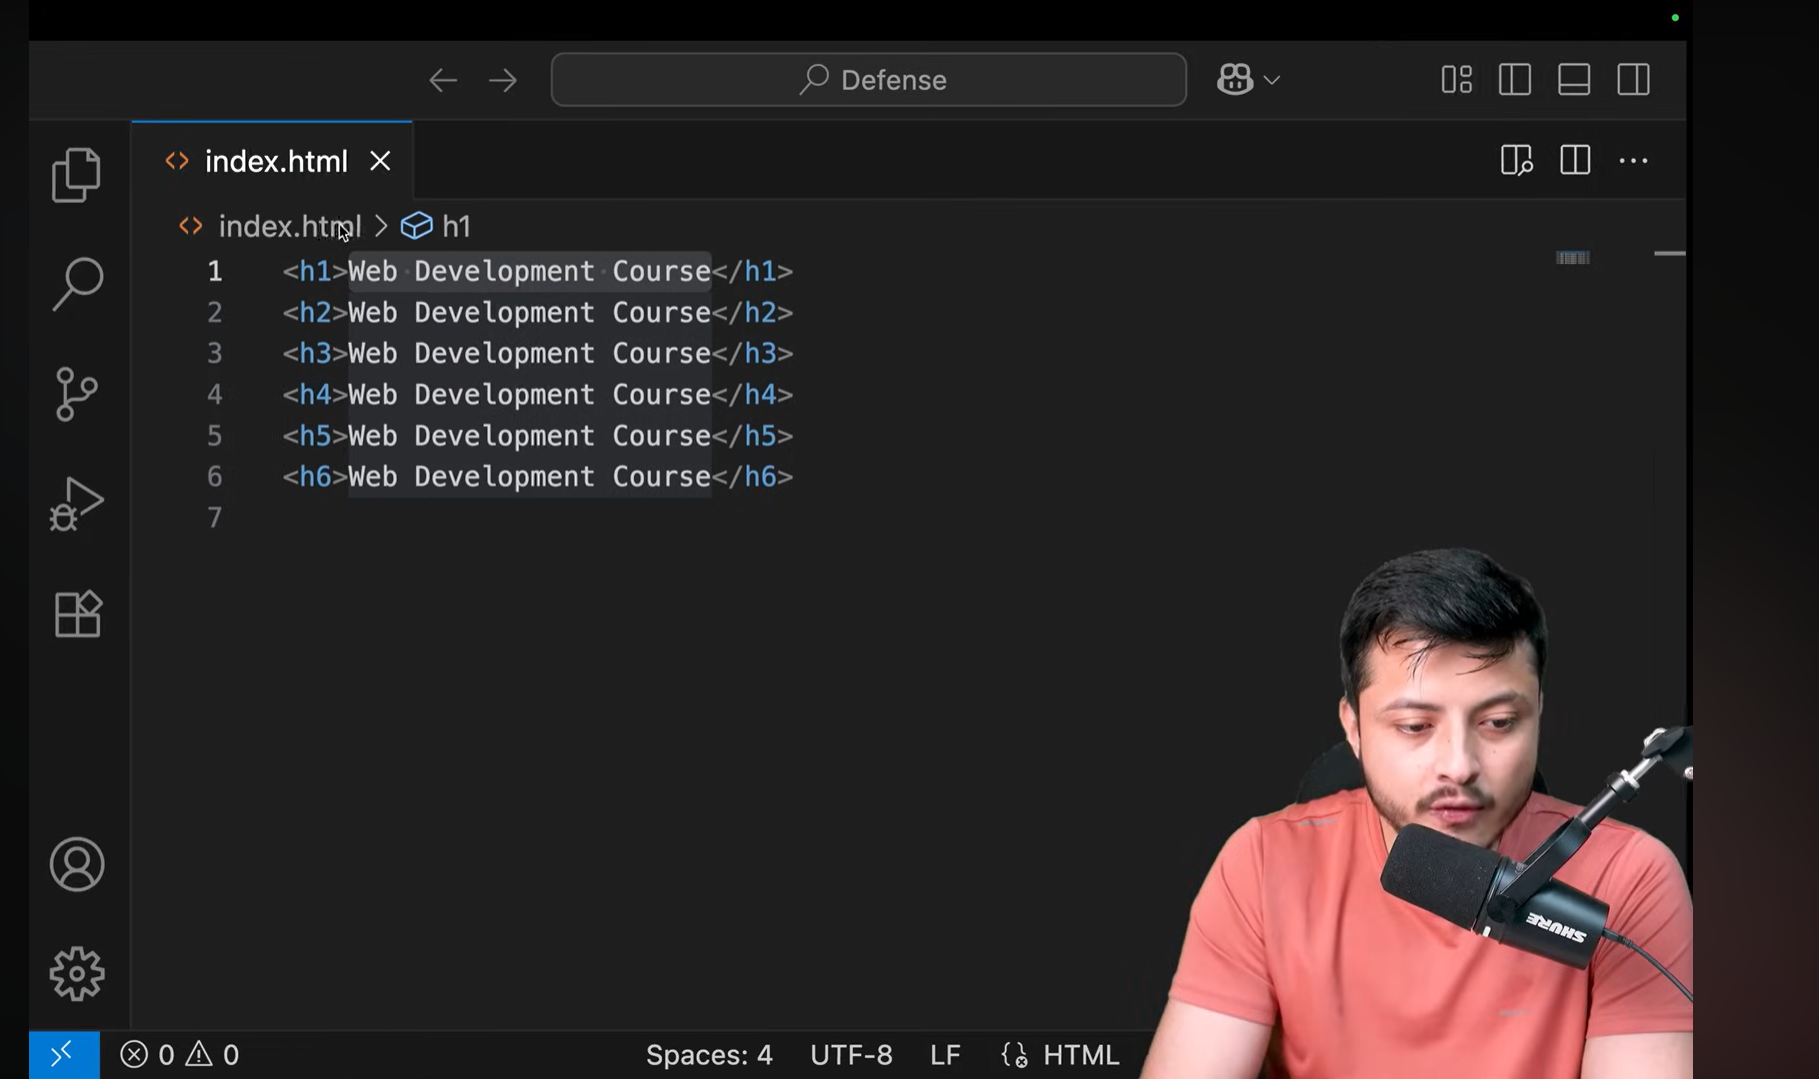 Defense
index.html
index.html > h1
1 <h1>Web Development Course</h1>
2 <h2>Web Development Course</h2>
3 <h3>Web Development Course</h3>
4 <h4>Web Development Course</h4>
5 <h5>Web Development Course</h5>
6 <h6>Web Development Course</h6>
7
SHURE
0 0 Spaces: 4 UTF-8 LF HTML